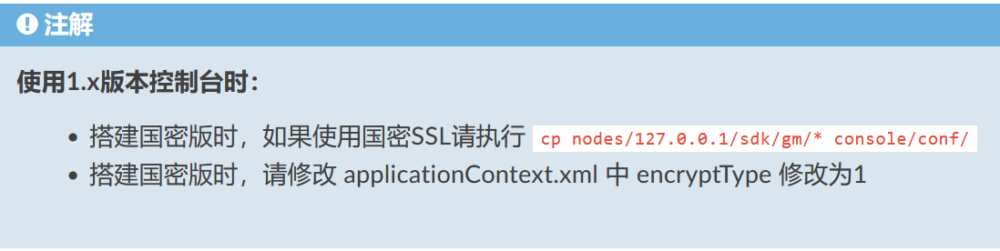 注解
使用1.x版本控制台时：
搭建国密版时，如果使用国密SSL请执行 cp nodes/127.0.0.1/sdk/gm/* console/conf/
搭建国密版时，请修改 applicationContext.xml 中 encryptType 修改为1